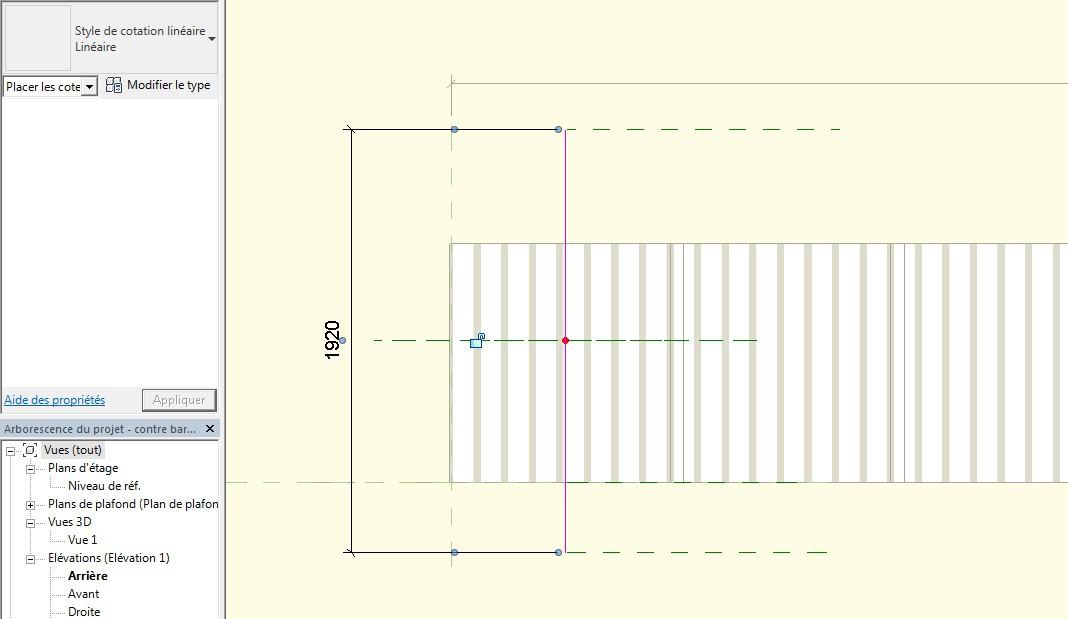 Style de cotation linéaire
Linéaire
Placer les cote
Modifier le type
Aide des propriétés
Appliquer
Arborescence du projet - contre bar...
Vues (tout)
Plans d'étage
Niveau de réf.
Plans de plafond (Plan de plafon
Vues 3D
Vue 1
Elévations (Elévation 1)
Arrière
Avant
Droite
1920